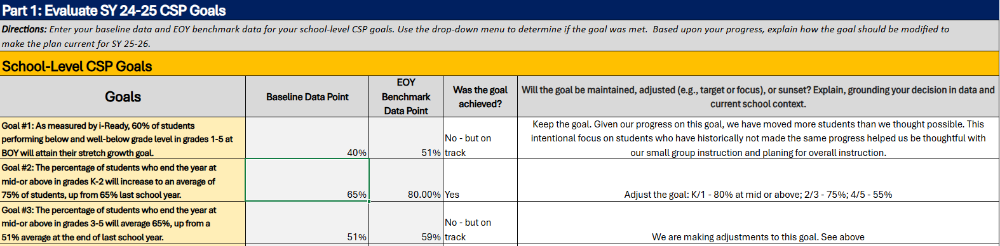 Part 1: Evaluate SY 24-25 CSP Goals
Directions: Enter your baseline data and EOY benchmark data for your school-level CSP goals. Use the drop-down menu to determine if the goal was met.  Based upon your progress, explain how the goal should be modified to
make the plan current for SY 25-26.
School-Level CSP Goals
Goals
Baseline Data Point
EOY
Benchmark
Data Point
Was the goal
achieved?
Will the goal be maintained, adjusted (e.g., target or focus), or sunset? Explain, grounding your decision in data and
current school context.
Goal #1: As measured by i-Ready, 60% of students
performing below and well-below grade level in grades 1-5 at
BOY will attain their stretch growth goal.
40%
51%
No - but on
track
Keep the goal. Given our progress on this goal, we have moved more students than we thought possible. This
intentional focus on students who have historically not made the same progress helped us be thoughtful with
our small group instruction and planing for overall instruction.
Goal #2: The percentage of students who end the year at
mid-or above in grades K-2 will increase to an average of
75% of students, up from 65% last school year.
65%
80.00%
Yes
Adjust the goal: K/1 - 80% at mid or above; 2/3 - 75%; 4/5 - 55%
Goal #3: The percentage of students who end the year at
mid-or above in grades 3-5 will average 65%, up from a
51% average at the end of last school year.
51%
59%
No - but on
track
We are making adjustments to this goal. See above